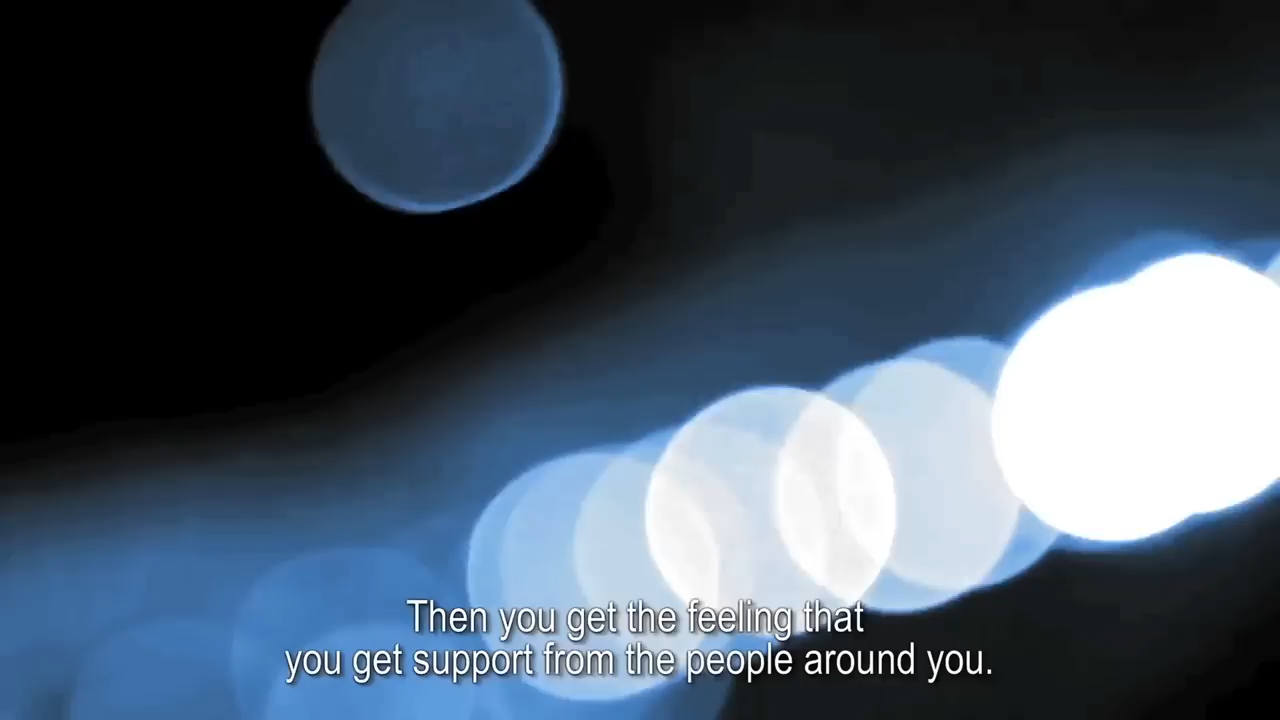 Then you get the feeling that
you get support from the people around you.